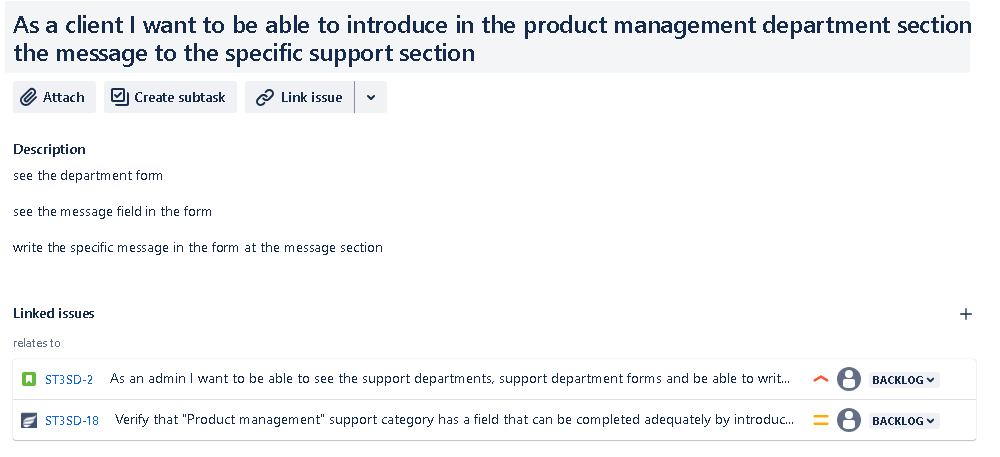 As a client I want to be able to introduce in the product management department section
the message to the specific support section
Attach
Create subtask
Link issue
Description
see the department form
see the message field in the form
write the specific message in the form at the message section
Linked issues
relates to
ST3SD-2 As an admin I want to be able to see the support departments, support department forms and be able to writ... BACKLOG
ST3SD-18 Verify that "Product management" support category has a field that can be completed adequately by introduc... BACKLOG